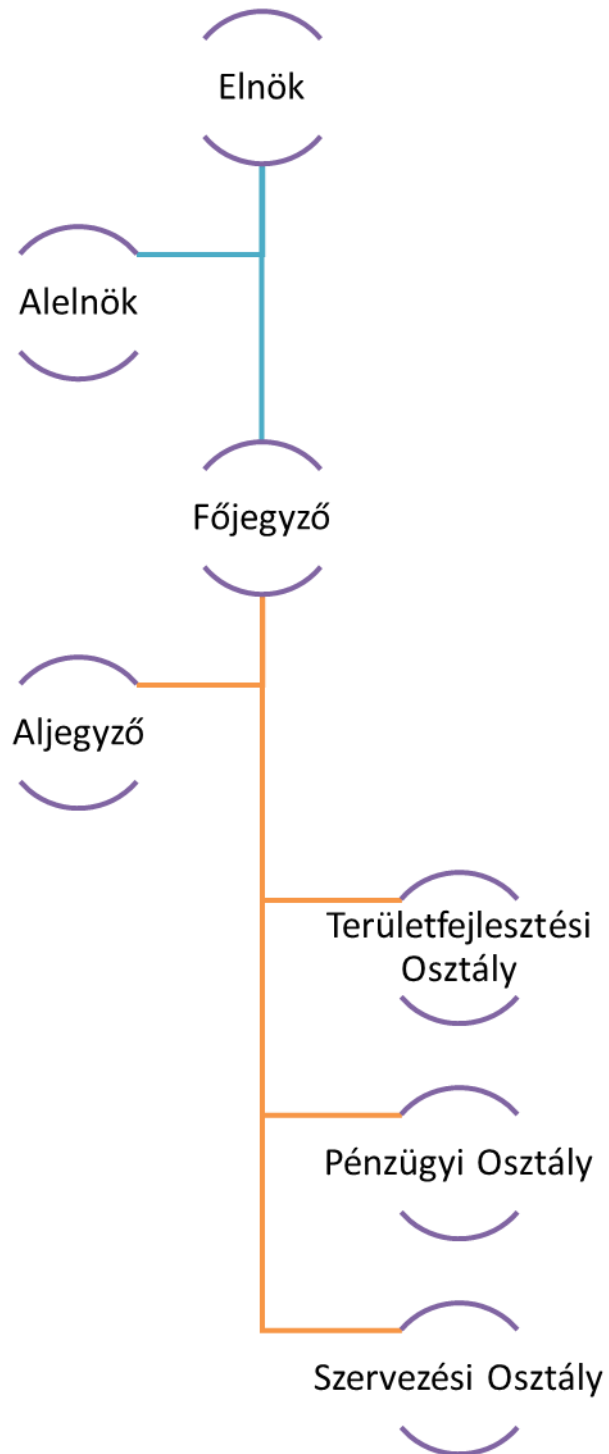 Elnök
Alelnök
Főjegyző
Aljegyző
Területfejlesztési
Osztály
Pénzügyi Osztály
Szervezési Osztály